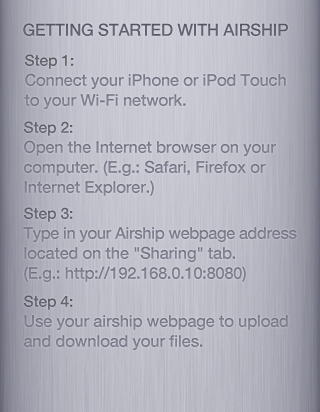 GETTING STARTED WITH AIRSHIP
Step 1:
Connect your iPhone or iPod Touch
to your Wi-Fi network.
Step 2:
Open the Internet browser on your
computer. (E.g.: Safari, Firefox or
Internet Explorer.)
Step 3:
Type in your Airship webpage address
located on the "Sharing" tab.
(E.g.: http://192.168.0.10:8080)
Step 4:
Use your airship webpage to upload
and download your files.